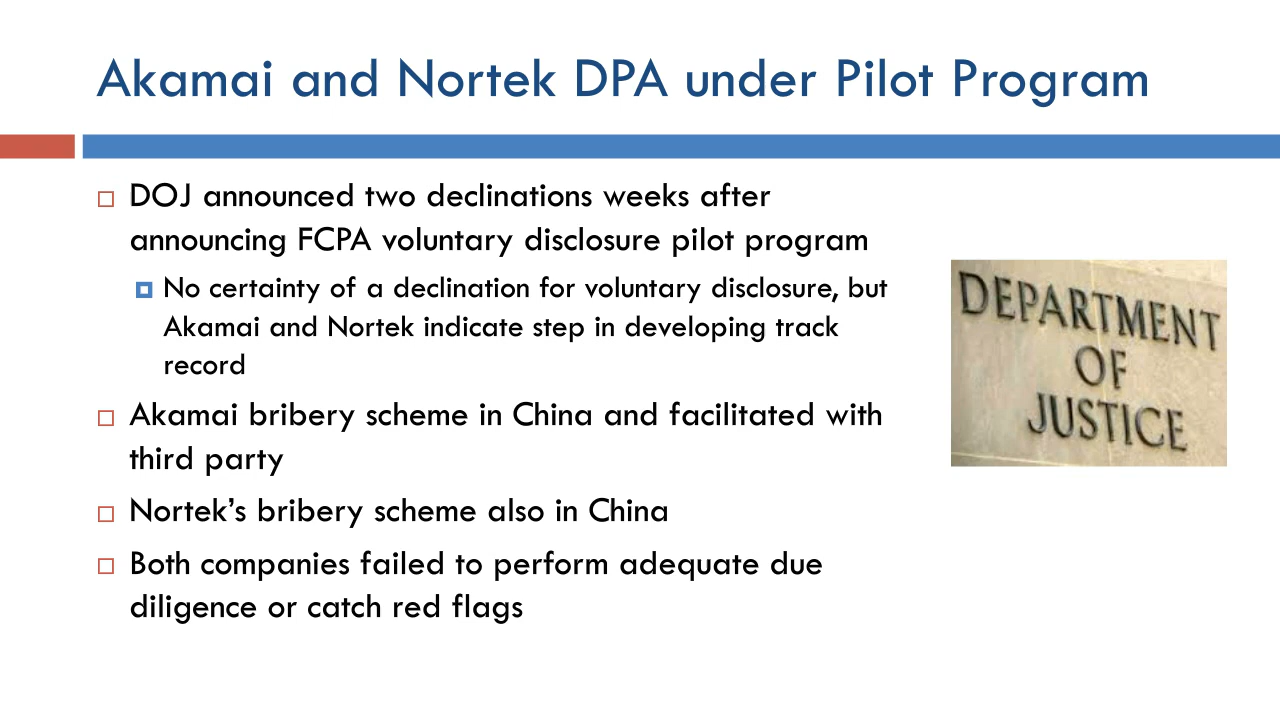 Akamai and Nortek DPA under Pilot Program
DOJ announced two declinations weeks after
announcing FCPA voluntary disclosure pilot program
No certainty of a declination for voluntary disclosure, but
Akamai and Nortek indicate step in developing track
record
Akamai bribery scheme in China and facilitated with
third party
Nortek’s bribery scheme also in China
Both companies failed to perform adequate due
diligence or catch red flags
DEPARTMENT
OF
JUSTICE